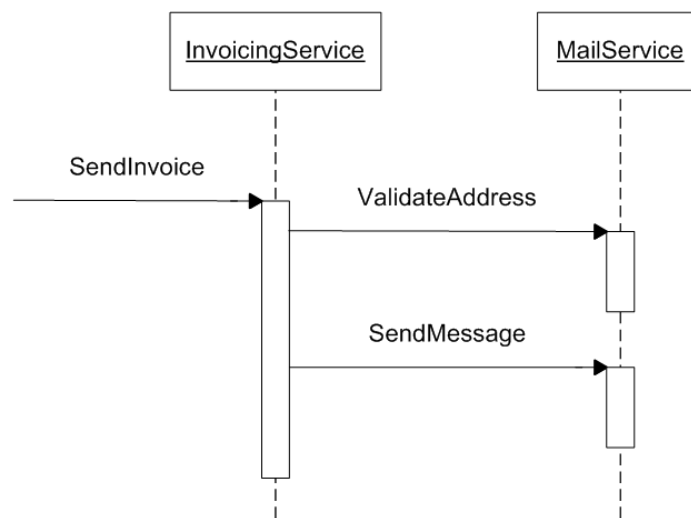 InvoicingService
MailService
SendInvoice
ValidateAddress
SendMessage